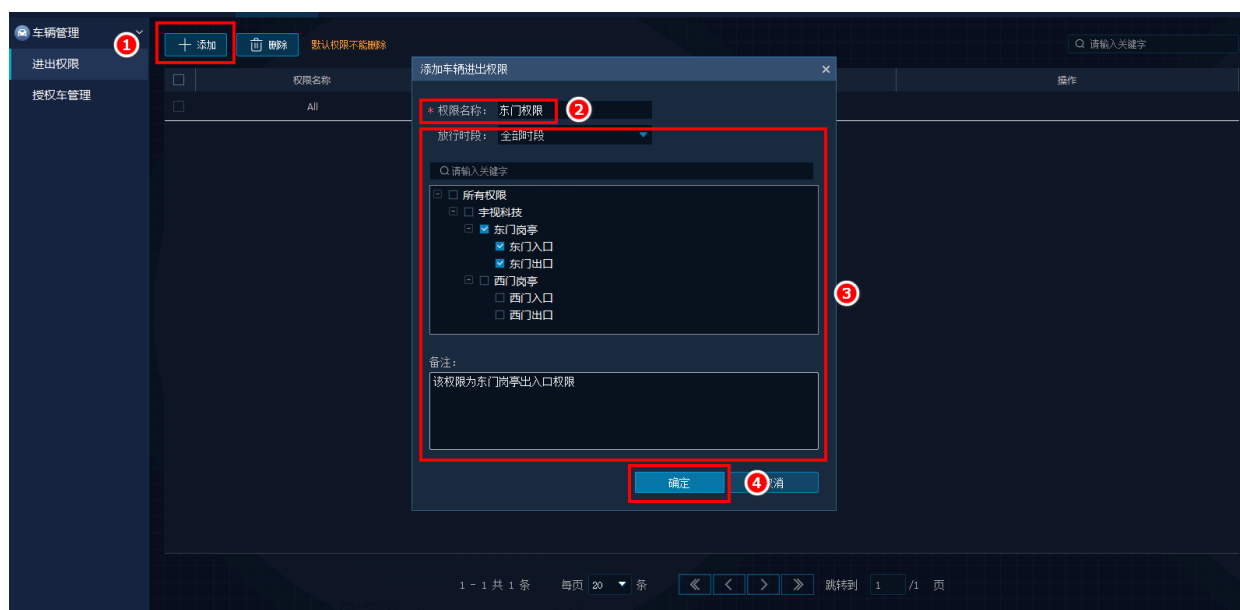 车辆管理
进出权限
授权车管理
1
添加
删除
默认权限不能删除
请输入关键字
权限名称
操作
All
添加车辆进出权限
×
* 权限名称: 东门权限
2
放行时段: 全部时段
请输入关键字
所有权限
宇视科技
东门岗亭
东门入口
东门出口
西门岗亭
西门入口
西门出口
3
备注:
该权限为东门岗亭出入口权限
确定
4
消
1 - 1 共 1 条 每页 20 条 跳转到 1 /1 页